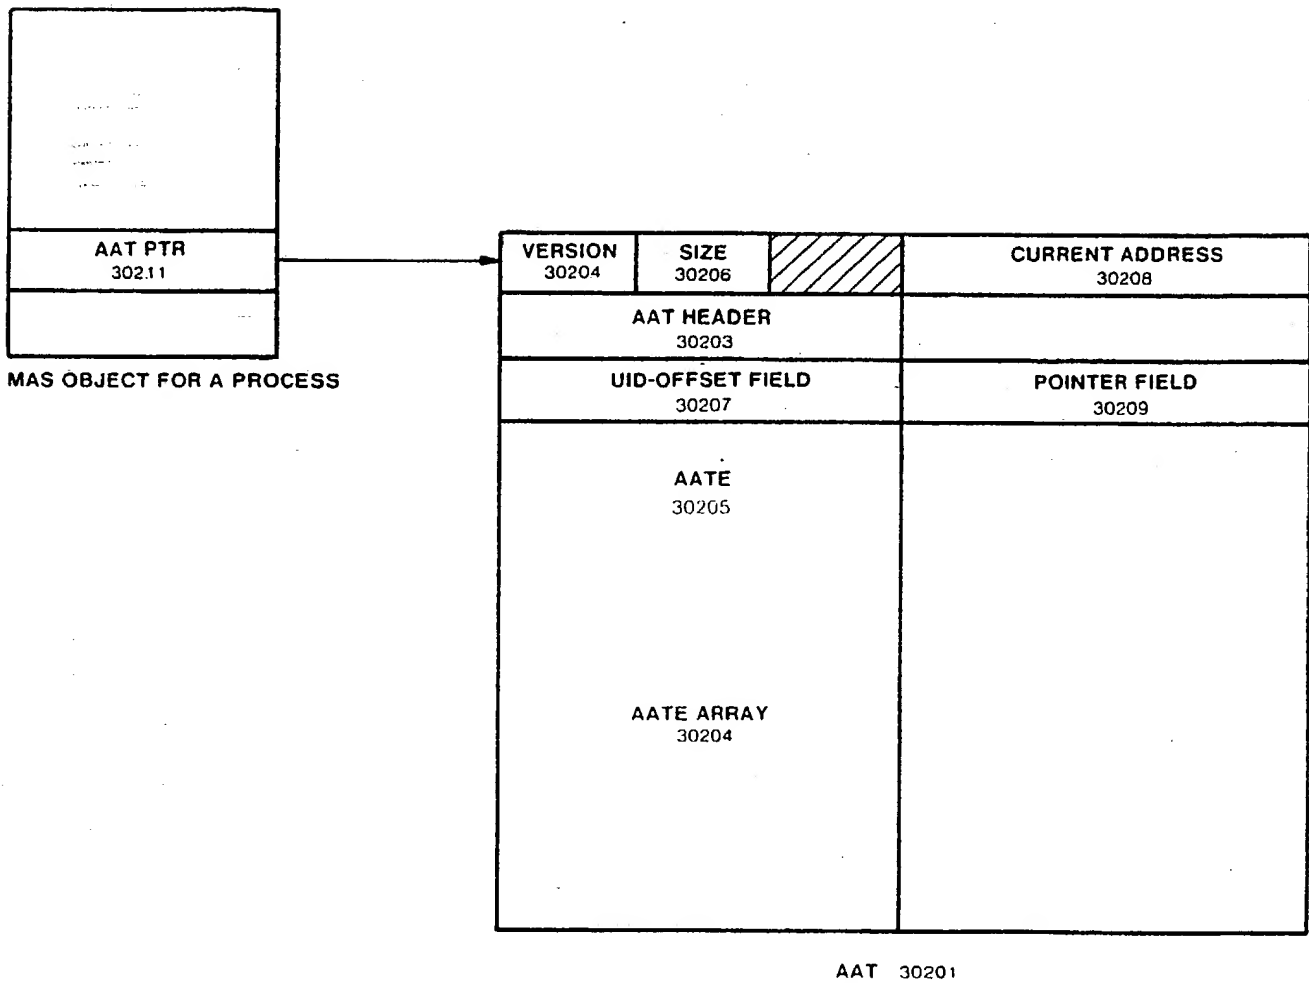 AAT PTR
302.11
MAS OBJECT FOR A PROCESS
VERSION
30204
SIZE
30206
CURRENT ADDRESS
30208
AAT HEADER
30203
UID-OFFSET FIELD
30207
POINTER FIELD
30209
AATE
30205
AATE ARRAY
30204
AAT 30201